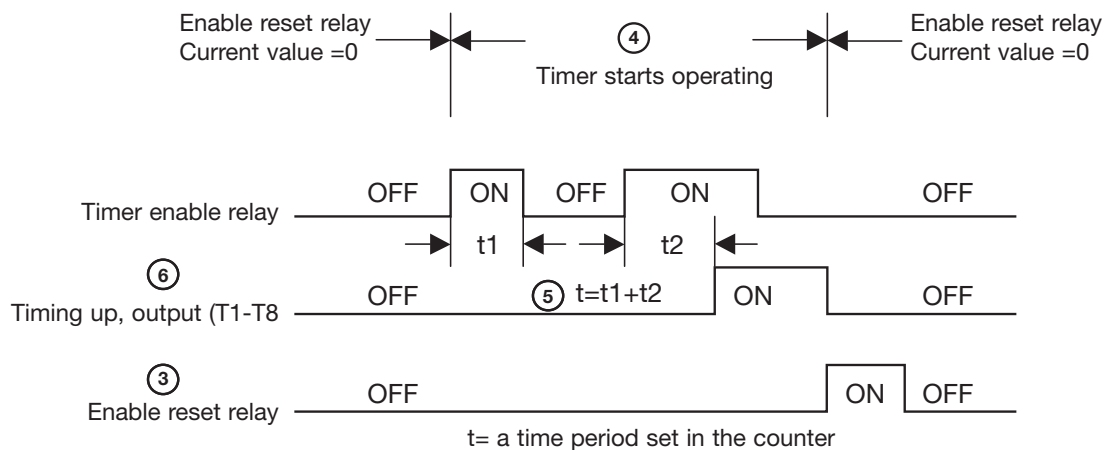 Enable reset relay
Current value =0
4
Timer starts operating
Enable reset relay
Current value =0
Timer enable relay
OFF
ON
OFF
ON
OFF
t1
t2
6
Timing up, output (T1-T8
OFF
5 t=t1+t2
ON
OFF
3
Enable reset relay
OFF
ON
OFF
t= a time period set in the counter